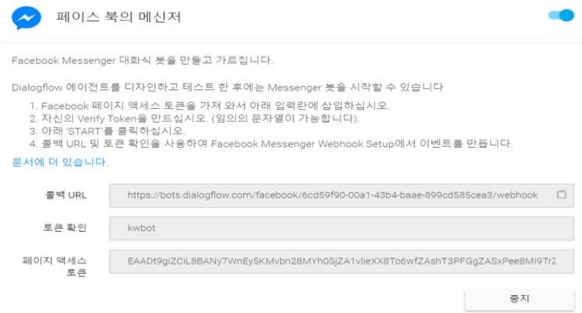 페이스 북의 메신저
Facebook Messenger 대화식 봇을 만들고 가르칩니다.
Dialogflow 에이전트를 디자인하고 테스트 한 후에는 Messenger 봇을 시작할 수 있습니다
1. Facebook 페이지 액세스 토큰을 가져 와서 아래 입력란에 삽입하십시오.
2. 자신의 Verify Token을 만드십시오. (임의의 문자열이 가능합니다).
3. 아래 'START'를 클릭하십시오.
4. 콜백 URL 및 토큰 확인을 사용하여 Facebook Messenger Webhook Setup에서 이벤트를 만듭니다.
문서에 더 있습니다.
콜백 URL https://bots.dialogflow.com/facebook/6cd59f90-00a1-43b4-baae-899cd585cea3/webhook
토큰 확인 kwbot
페이지 액세스 토큰 EAADt9giZCiL8BANy7WnEy5KMvbn28MYh0SjZA1vlieXX8To6wfZAshT3PFGgZASxPee8MI9Tr2
중지